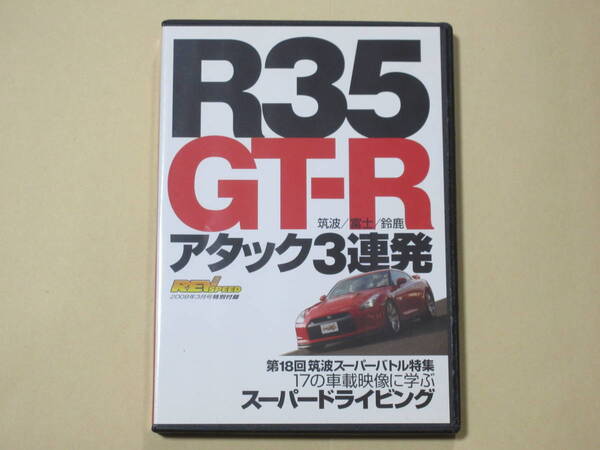 R35
GT-R
筑波/富士/鈴鹿
アタック3連発
REV SPEED
2008年3月号特別付録
第18回 筑波スーパーバトル特集
17の車載映像に学ぶ
スーパードライビング